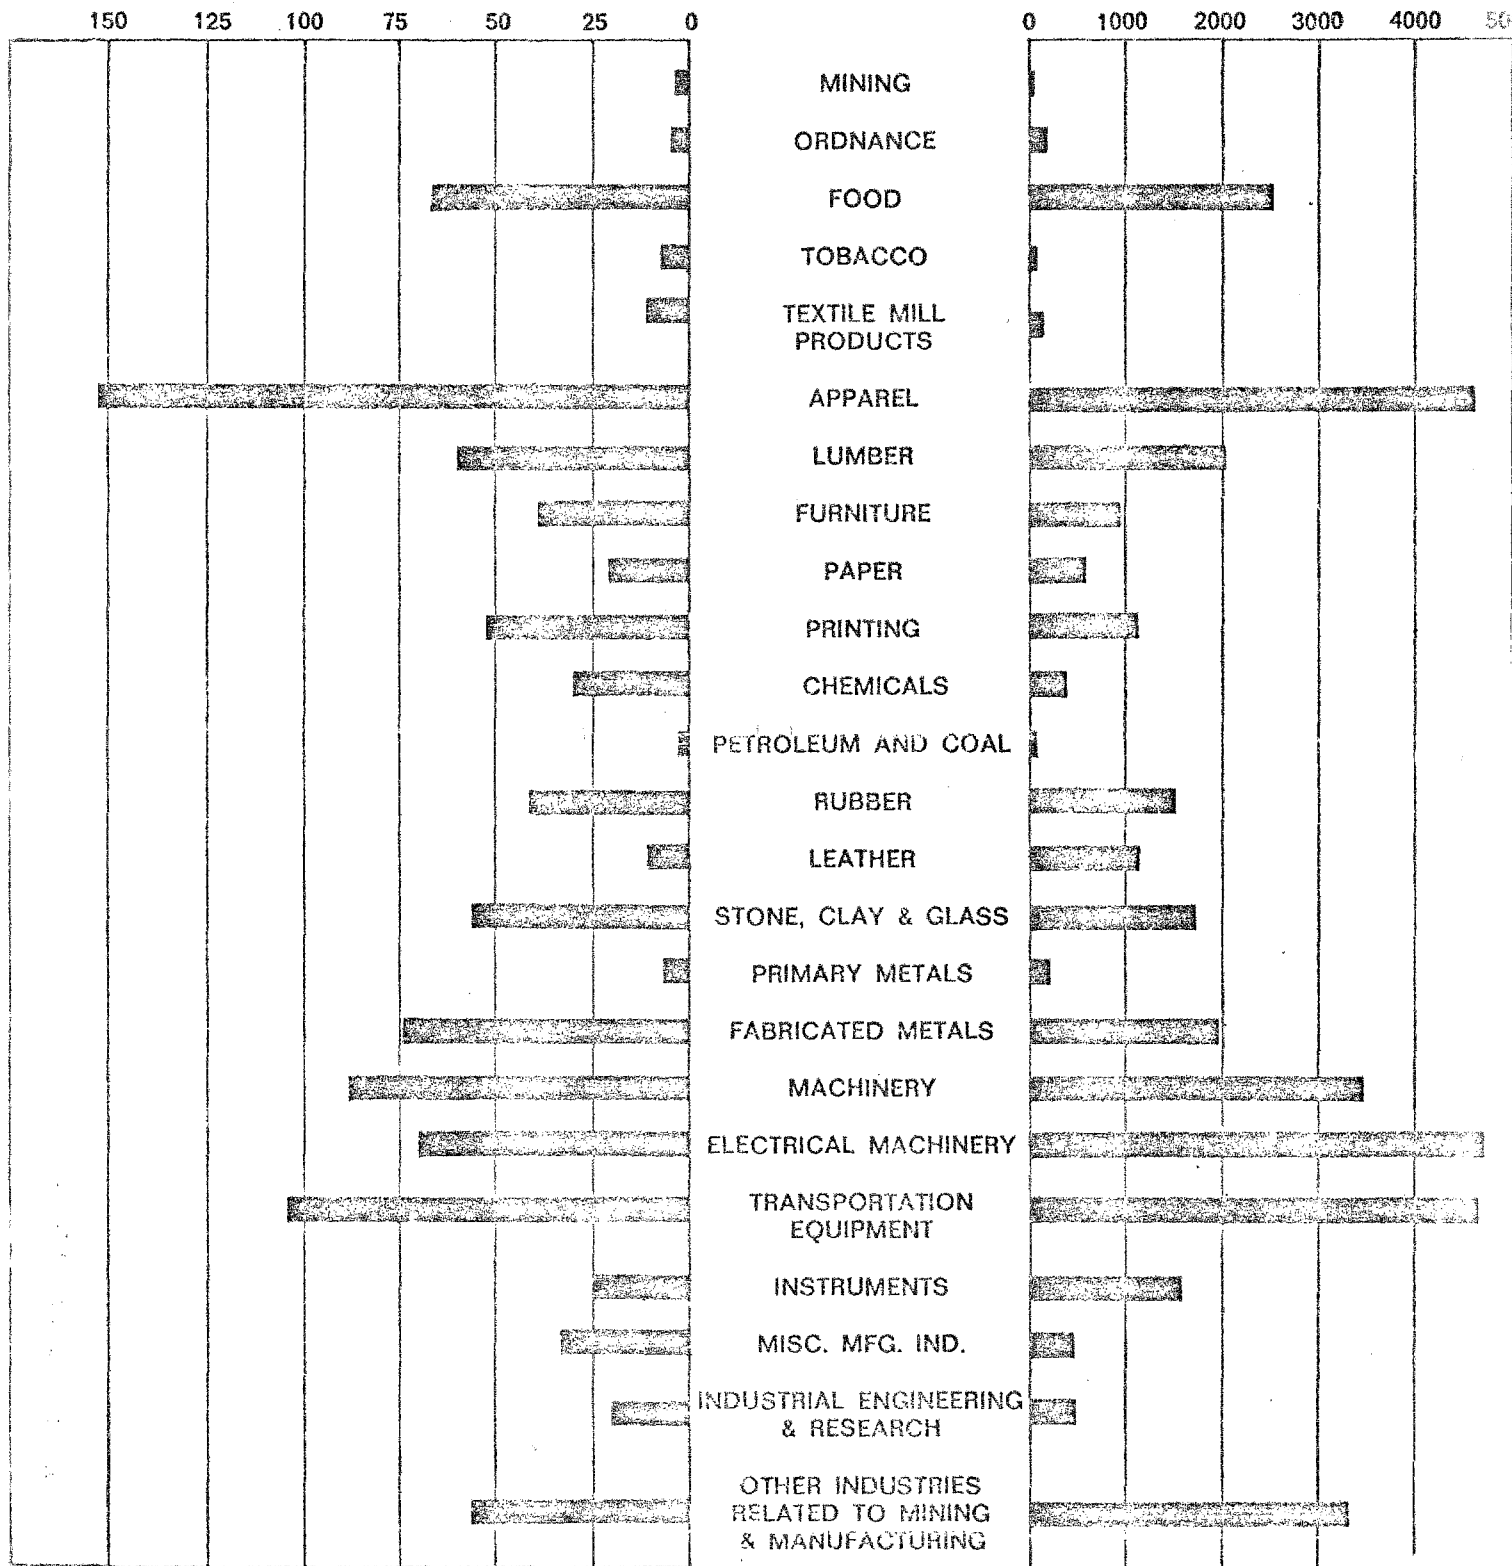 150 125 100 75 50 25 0 0 1000 2000 3000 4000
MINING
ORDNANCE
FOOD
TOBACCO
TEXTILE MILL
PRODUCTS
APPAREL
LUMBER
FURNITURE
PAPER
PRINTING
CHEMICALS
PETROLEUM AND COAL
RUBBER
LEATHER
STONE, CLAY & GLASS
PRIMARY METALS
FABRICATED METALS
MACHINERY
ELECTRICAL MACHINERY
TRANSPORTATION
EQUIPMENT
INSTRUMENTS
MISC. MFG. IND.
INDUSTRIAL ENGINEERING
& RESEARCH
OTHER INDUSTRIES
RELATED TO MINING
& MANUFACTURING